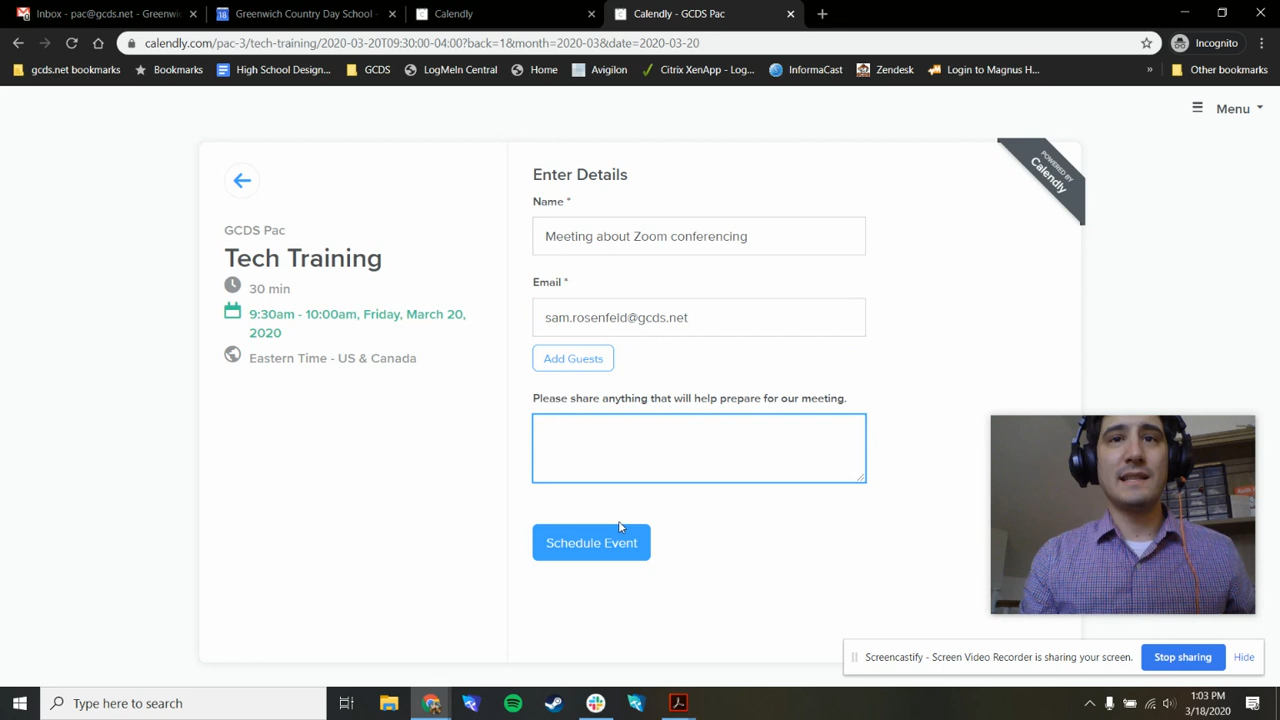 Inbox - pac@gcds.net - Greenwic
Greenwich Country Day School -
Calendly
Calendly - GCDS Pac
calendly.com/pac-3/tech-training/2020-03-20T09:30:00-04:00?back=1&month=2020-03&date=2020-03-20
Incognito
gcds.net bookmarks
Bookmarks
High School Design...
GCDS
LogMeIn Central
Home
Avigilon
Citrix XenApp - Log...
InformaCast
Zendesk
Login to Magnus H...
»
Other bookmarks
Menu
POWERED BY
Calendly
GCDS Pac
Tech Training
30 min
9:30am - 10:00am, Friday, March 20,
2020
Eastern Time - US & Canada
Enter Details
Name *
Meeting about Zoom conferencing
Email *
sam.rosenfeld@gcds.net
Add Guests
Please share anything that will help prepare for our meeting.
Schedule Event
Screencastify - Screen Video Recorder is sharing your screen.
Stop sharing
Hide
Type here to search
1:03 PM
3/18/2020